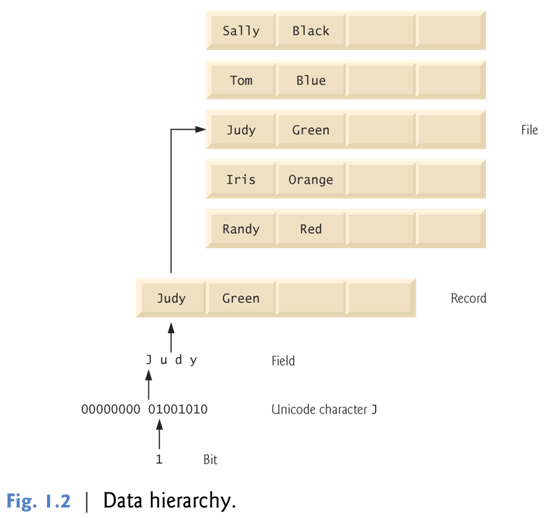 Sally Black
Tom Blue
Judy Green File
Iris Orange
Randy Red
Judy Green Record
J u d y Field
00000000 01001010 Unicode character J
1 Bit
Fig. 1.2 | Data hierarchy.